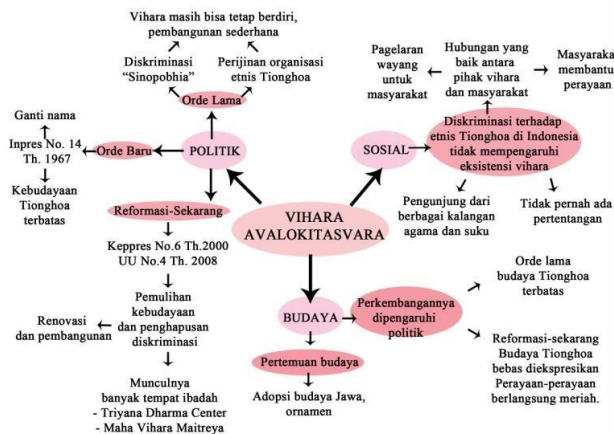 Vihara masih bisa tetap berdiri,
pembangunan sederhana
Diskriminasi
"Sinopobhia"
Perijinan organisasi
etnis Tionghoa
Orde Lama
Ganti nama
Inpres No. 14
Th. 1967
Orde Baru
POLITIK
Kebudayaan
Tionghoa
terbatas
Reformasi-Sekarang
Keppres No.6 Th.2000
UU No.4 Th. 2008
Pemulihan
kebudayaan
dan penghapusan
diskriminasi
Renovasi
dan pembangunan
Munculnya
banyak tempat ibadah
- Triyana Dharma Center
- Maha Vihara Maitreya
VIHARA
AVALOKITASVARA
SOSIAL
Pagelaran
wayang
untuk
masyarakat
Hubungan yang
baik antara
pihak vihara
dan masyarakat
Masyaraka
membantu
perayaan
Diskriminasi terhadap
etnis Tionghoa di Indonesia
tidak mempengaruhi
eksistensi vihara
Pengunjung dari
berbagai kalangan
agama dan suku
Tidak pernah ada
pertentangan
BUDAYA
Perkembangannya
dipengaruhi
politik
Orde lama
budaya Tionghoa
terbatas
Reformasi-sekarang
Budaya Tionghoa
bebas diekspresikan
Perayaan-perayaan
berlangsung meriah.
Pertemuan budaya
Adopsi budaya Jawa,
ornamen